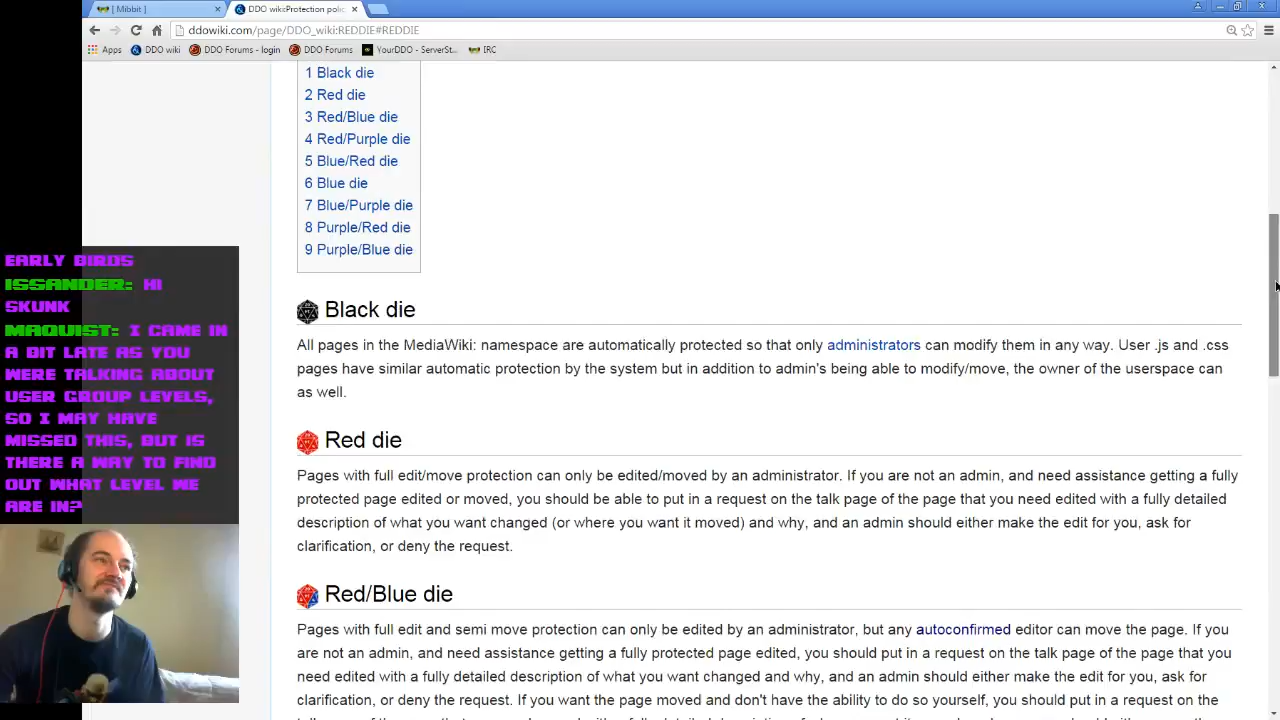 [ Mibbit ]
DDO wiki:Protection polic
ddowiki.com/page/DDO_wiki:REDDIE#REDDIE
Apps DDO wiki DDO Forums - login DDO Forums YourDDO - ServerSt... IRC
1 Black die
2 Red die
3 Red/Blue die
4 Red/Purple die
5 Blue/Red die
6 Blue die
7 Blue/Purple die
8 Purple/Red die
9 Purple/Blue die
EARLY BIRDS
ISSANDER: HI
SKUNK
MAQUIST: I CAME IN
A BIT LATE AS YOU
WERE TALKING ABOUT
USER GROUP LEVELS,
SO I MAY HAVE
MISSED THIS, BUT IS
THERE A WAY TO FIND
OUT WHAT LEVEL WE
ARE IN?
Black die
All pages in the MediaWiki: namespace are automatically protected so that only administrators can modify them in any way. User .js and .css
pages have similar automatic protection by the system but in addition to admin's being able to modify/move, the owner of the userspace can
as well.
Red die
Pages with full edit/move protection can only be edited/moved by an administrator. If you are not an admin, and need assistance getting a fully
protected page edited or moved, you should be able to put in a request on the talk page of the page that you need edited with a fully detailed
description of what you want changed (or where you want it moved) and why, and an admin should either make the edit for you, ask for
clarification, or deny the request.
Red/Blue die
Pages with full edit and semi move protection can only be edited by an administrator, but any autoconfirmed editor can move the page. If you
are not an admin, and need assistance getting a fully protected page edited, you should put in a request on the talk page of the page that you
need edited with a fully detailed description of what you want changed and why, and an admin should either make the edit for you, ask for
clarification, or deny the request. If you want the page moved and don't have the ability to do so yourself, you should put in a request on the